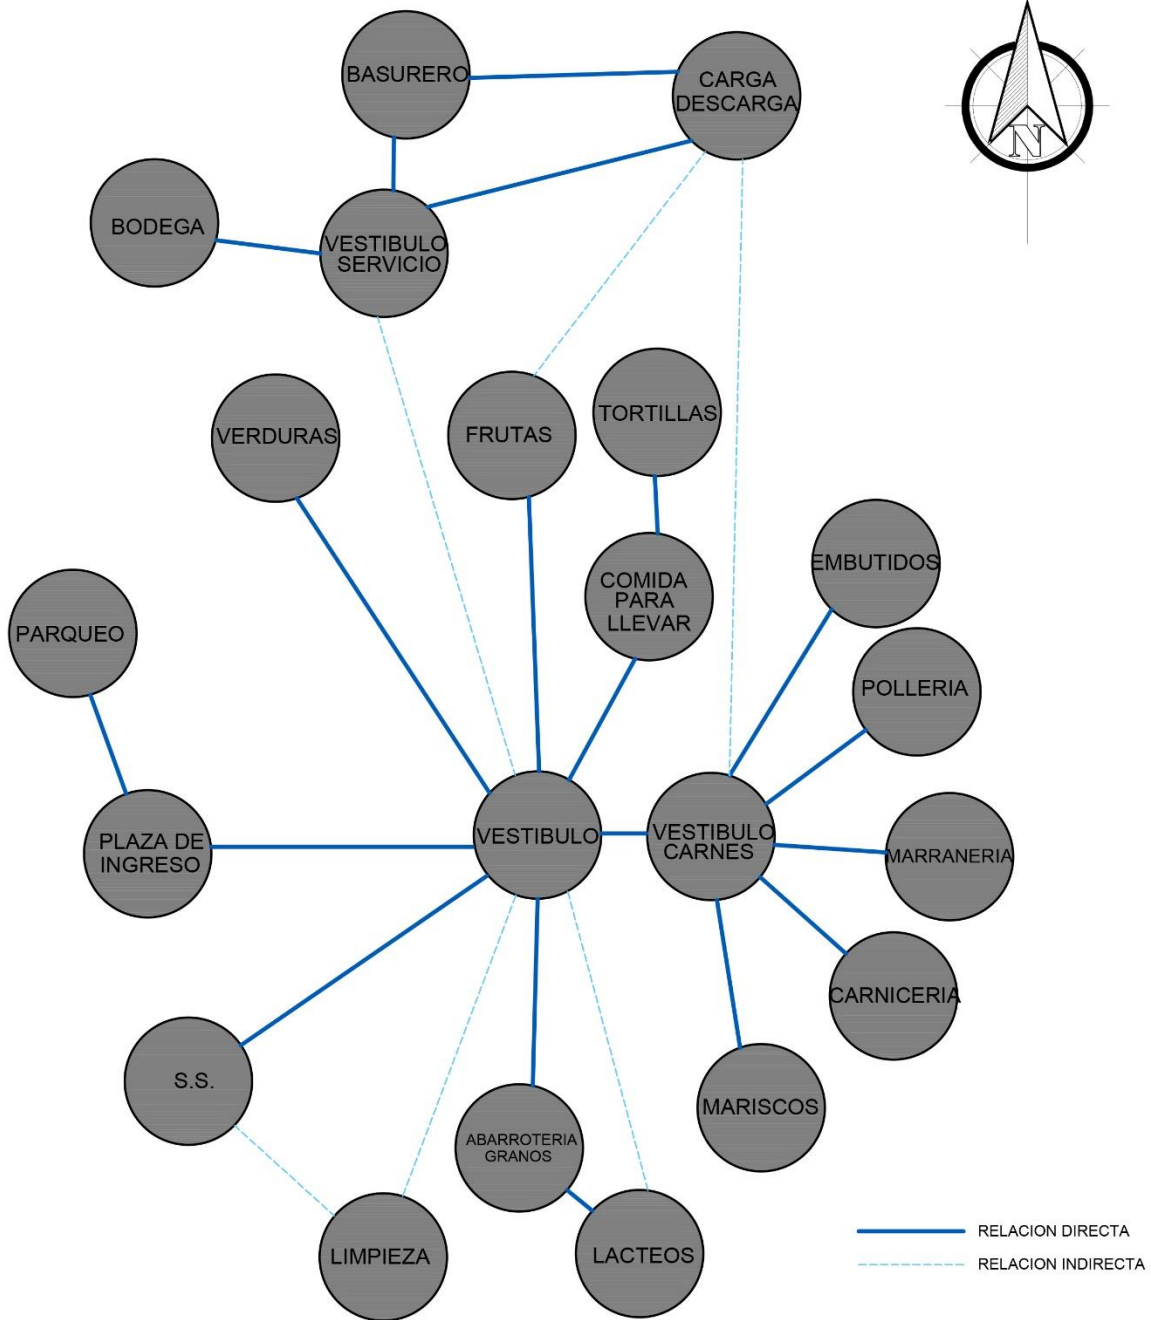 BASURERO
CARGA
DESCARGA
N
BODEGA
VESTIBULO
SERVICIO
VERDURAS
FRUTAS
TORTILLAS
COMIDA
PARA
LLEVAR
EMBUTIDOS
PARQUEO
POLLERIA
PLAZA DE
INGRESO
VESTIBULO
VESTIBULO
CARNES
MARRANERIA
CARNICERIA
S.S.
MARISCOS
ABARROTERIA
GRANOS
LIMPIEZA
LACTEOS
RELACION DIRECTA
RELACION INDIRECTA